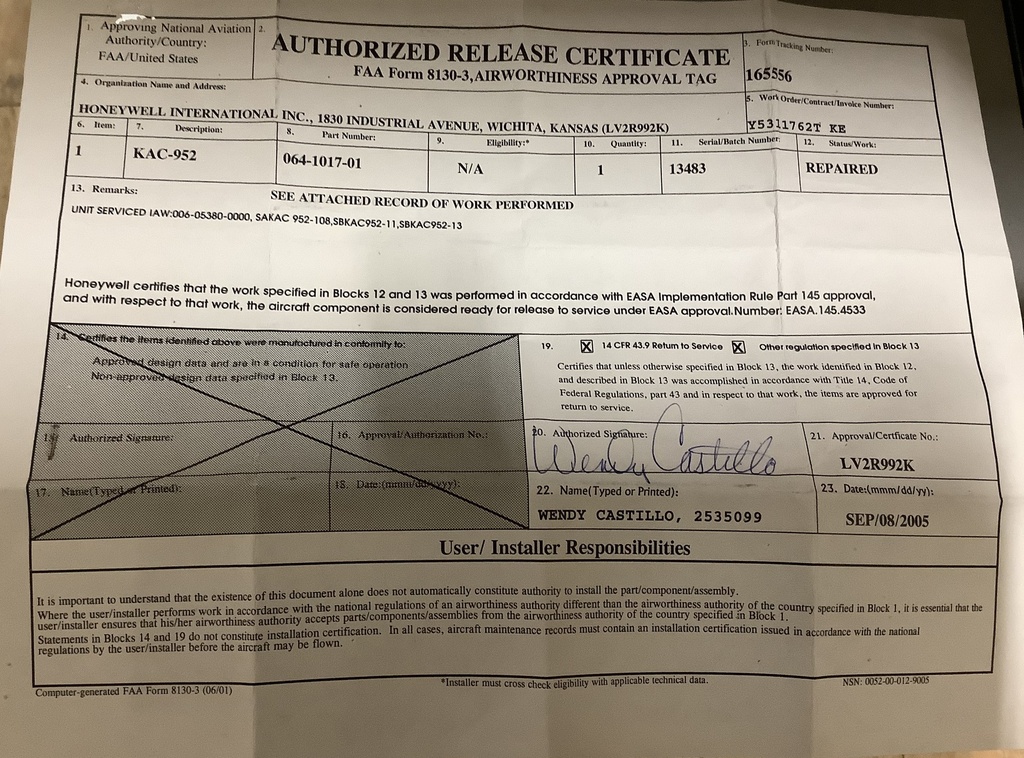 1. Approving National Aviation Authority/Country:
FAA/United States
2.
AUTHORIZED RELEASE CERTIFICATE
FAA Form 8130-3, AIRWORTHINESS APPROVAL TAG
3. Form Tracking Number:
165556
4. Organization Name and Address:
HONEYWELL INTERNATIONAL INC., 1830 INDUSTRIAL AVENUE, WICHITA, KANSAS (LV2R992K)
5. Work Order/Contract/Invoice Number:
Y5311762T KE
6. Item:
1
7. Description:
KAC-952
8. Part Number:
064-1017-01
9. Eligibility:*
N/A
10. Quantity:
1
11. Serial/Batch Number:
13483
12. Status/Work:
REPAIRED
13. Remarks:
SEE ATTACHED RECORD OF WORK PERFORMED
UNIT SERVICED IAW:006-05380-0000, SAKAC 952-108,SBKAC952-11,SBKAC952-13
Honeywell certifies that the work specified in Blocks 12 and 13 was performed in accordance with EASA Implementation Rule Part 145 approval,
and with respect to that work, the aircraft component is considered ready for release to service under EASA approval.Number: EASA.145.4533
14. Certifies the items identified above were manufactured in conformity to:
Approved design data and are in a condition for safe operation
Non-approved design data specified in Block 13.
19. ☒ 14 CFR 43.9 Return to Service ☒ Other regulation specified in Block 13
Certifies that unless otherwise specified in Block 13, the work identified in Block 12,
and described in Block 13 was accomplished in accordance with Title 14, Code of
Federal Regulations, part 43 and in respect to that work, the items are approved for
return to service.
Authorized Signature:
16. Approval/Authorization No.:
20. Authorized Signature:
Wendy Castillo
21. Approval/Certficate No.:
LV2R992K
17. Name(Typed or Printed):
18. Date:(mmm/dd/yyy):
22. Name(Typed or Printed):
WENDY CASTILLO, 2535099
23. Date:(mmm/dd/yy):
SEP/08/2005
User/ Installer Responsibilities
It is important to understand that the existence of this document alone does not automatically constitute authority to install the part/component/assembly.
Where the user/installer performs work in accordance with the national regulations of an airworthiness authority different than the airworthiness authority of the country specified in Block 1, it is essential that the
user/installer ensures that his/her airworthiness authority accepts parts/components/assemblies from the airworthiness authority of the country specified in Block 1.
Statements in Blocks 14 and 19 do not constitute installation certification. In all cases, aircraft maintenance records must contain an installation certification issued in accordance with the national
regulations by the user/installer before the aircraft may be flown.
Computer-generated FAA Form 8130-3 (06/01)
*Installer must cross check eligibility with applicable technical data.
NSN: 0052-00-012-9005